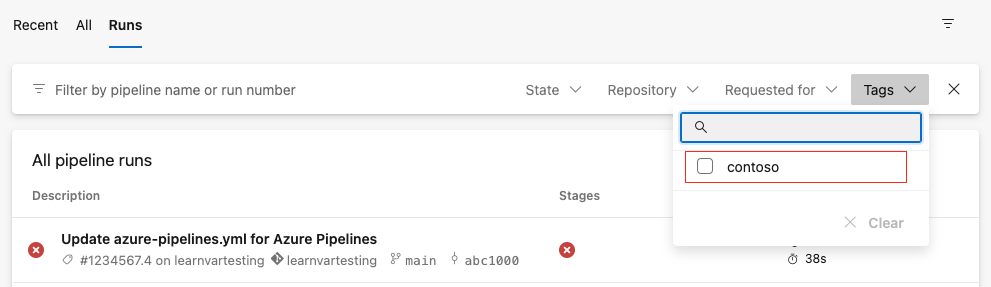 Recent All Runs
Filter by pipeline name or run number State Repository Requested for Tags
contoso
Clear
All pipeline runs
Description Stages
Update azure-pipelines.yml for Azure Pipelines
#1234567.4 on learnvartesting learnvartesting main abc1000
38s